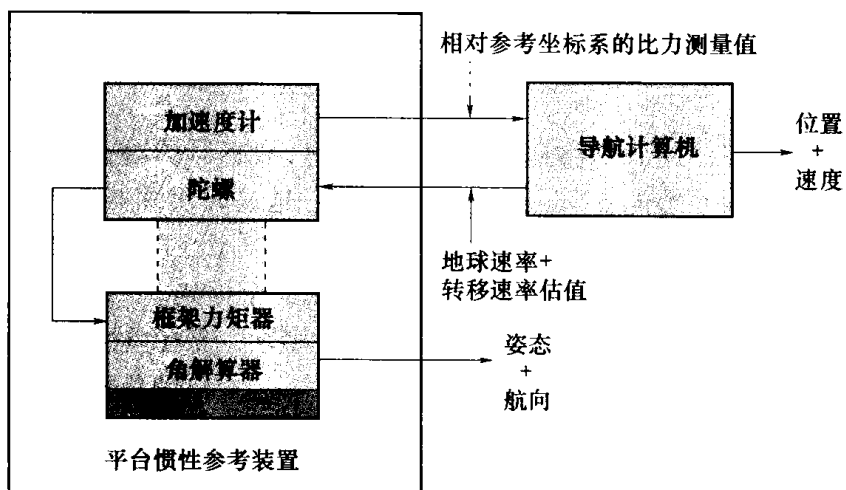 相对参考坐标系的比力测量值
加速度计
陀螺
导航计算机
位置
+
速度
地球速率+
转移速率估值
框架力矩器
角解算器
姿态
+
航向
平台惯性参考装置